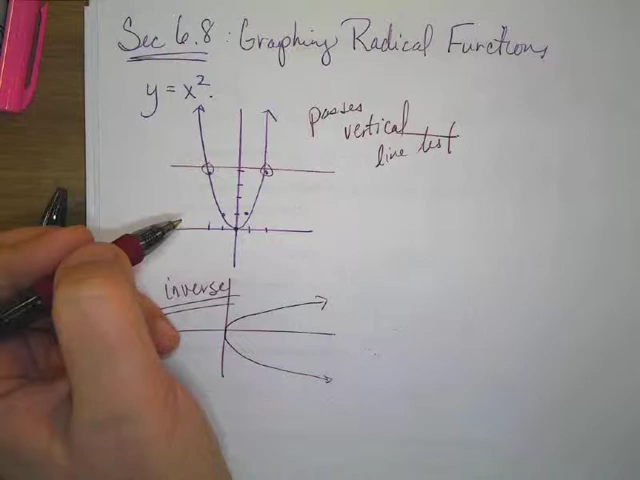 Sec 6.8 : Graphing Radical Functions
y = x².
passes
vertical
line test
inverse